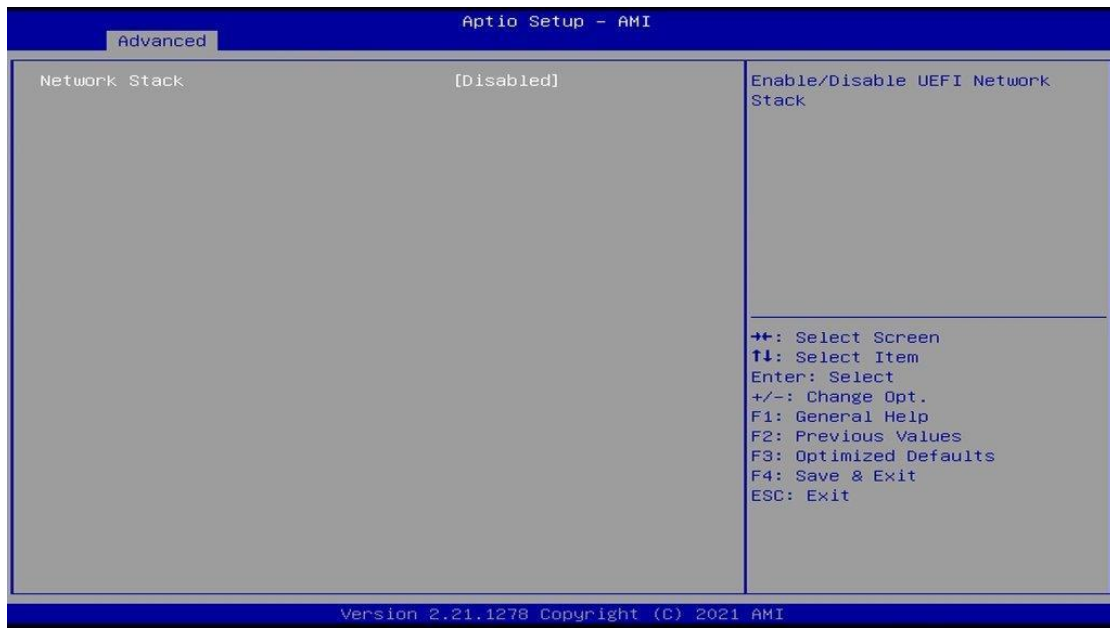 Aptio Setup – AMI
Advanced
Network Stack [Disabled]
Enable/Disable UEFI Network
Stack
→←: Select Screen
↑↓: Select Item
Enter: Select
+/-: Change Opt.
F1: General Help
F2: Previous Values
F3: Optimized Defaults
F4: Save & Exit
ESC: Exit
Version 2.21.1278 Copyright (C) 2021 AMI